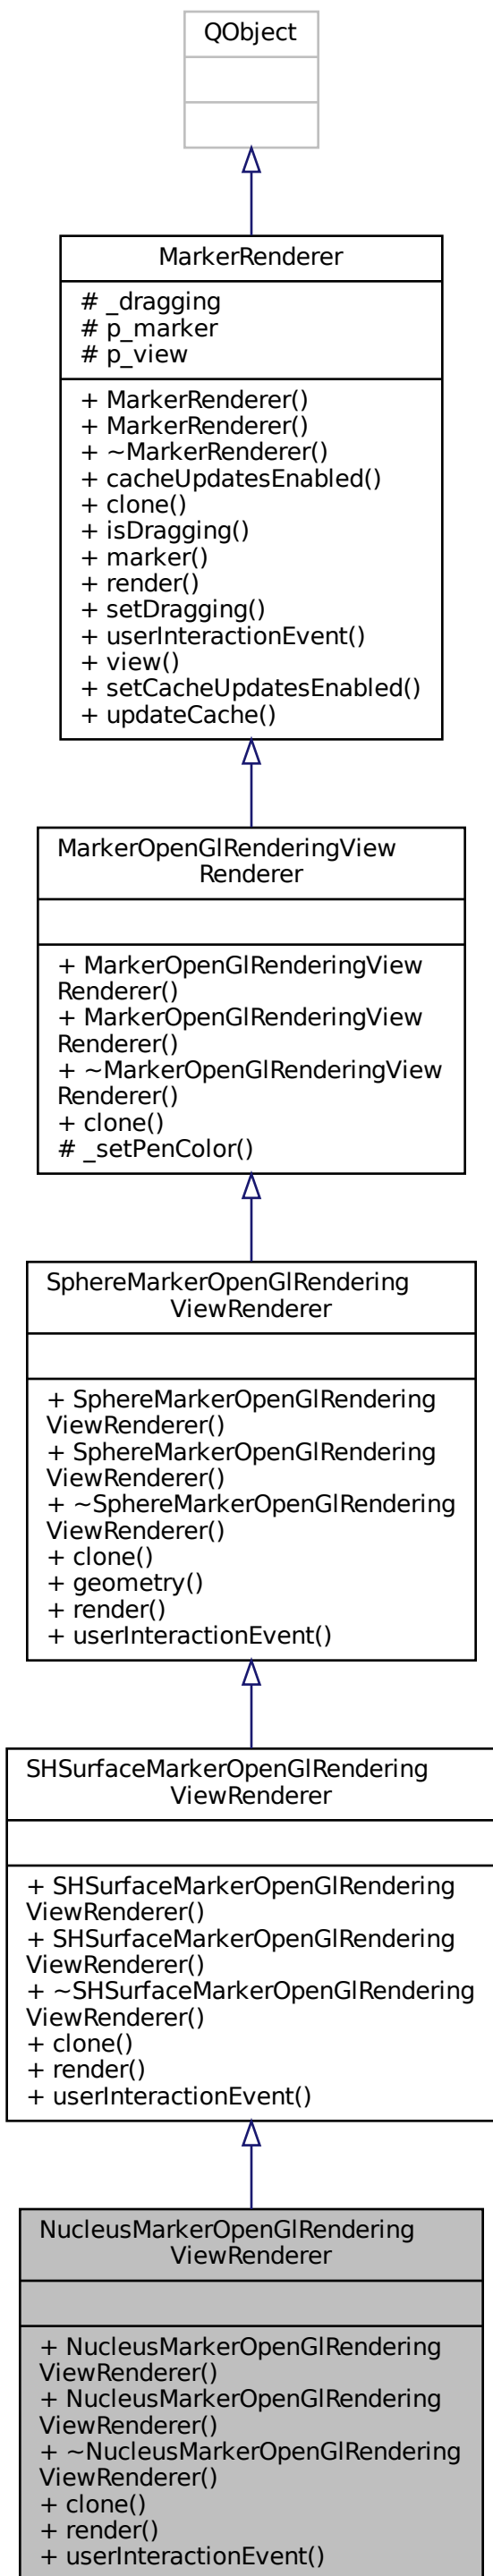 QObject
MarkerRenderer
# _dragging
# p_marker
# p_view
+ MarkerRenderer()
+ MarkerRenderer()
+ ~MarkerRenderer()
+ cacheUpdatesEnabled()
+ clone()
+ isDragging()
+ marker()
+ render()
+ setDragging()
+ userInteractionEvent()
+ view()
+ setCacheUpdatesEnabled()
+ updateCache()
MarkerOpenGlRenderingView
Renderer
+ MarkerOpenGlRenderingView
Renderer()
+ MarkerOpenGlRenderingView
Renderer()
+ ~MarkerOpenGlRenderingView
Renderer()
+ clone()
# _setPenColor()
SphereMarkerOpenGlRendering
ViewRenderer
+ SphereMarkerOpenGlRendering
ViewRenderer()
+ SphereMarkerOpenGlRendering
ViewRenderer()
+ ~SphereMarkerOpenGlRendering
ViewRenderer()
+ clone()
+ geometry()
+ render()
+ userInteractionEvent()
SHSurfaceMarkerOpenGlRendering
ViewRenderer
+ SHSurfaceMarkerOpenGlRendering
ViewRenderer()
+ SHSurfaceMarkerOpenGlRendering
ViewRenderer()
+ ~SHSurfaceMarkerOpenGlRendering
ViewRenderer()
+ clone()
+ render()
+ userInteractionEvent()
NucleusMarkerOpenGlRendering
ViewRenderer
+ NucleusMarkerOpenGlRendering
ViewRenderer()
+ NucleusMarkerOpenGlRendering
ViewRenderer()
+ ~NucleusMarkerOpenGlRendering
ViewRenderer()
+ clone()
+ render()
+ userInteractionEvent()